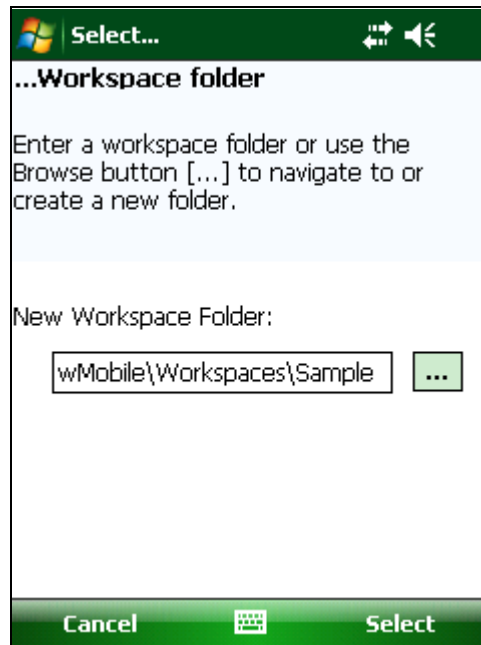 Select...
...Workspace folder
Enter a workspace folder or use the
Browse button [...] to navigate to or
create a new folder.
New Workspace Folder:
wMobile\Workspaces\Sample ...
Cancel Select